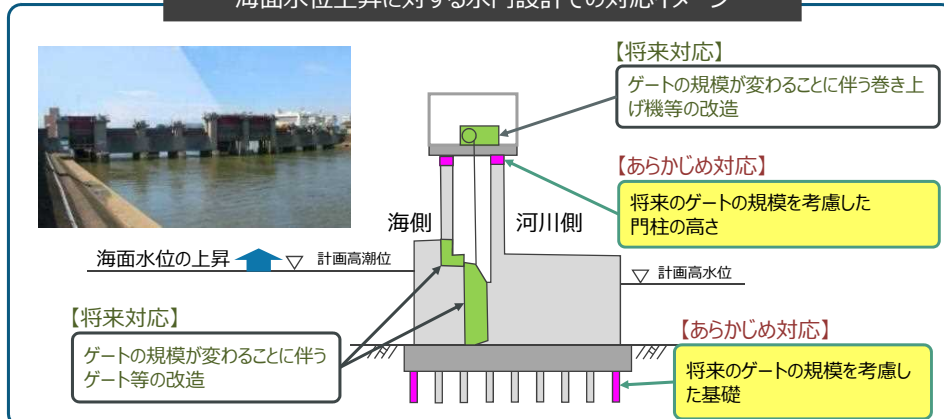 海面水位上昇に対する水門設計での対応イメージ
【将来対応】
ゲートの規模が変わることに伴う巻き上
げ機等の改造
【あらかじめ対応】
将来のゲートの規模を考慮した
門柱の高さ
海側
河川側
海面水位の上昇
計画高潮位
計画高水位
【将来対応】
ゲートの規模が変わることに伴う
ゲート等の改造
【あらかじめ対応】
将来のゲートの規模を考慮し
た基礎